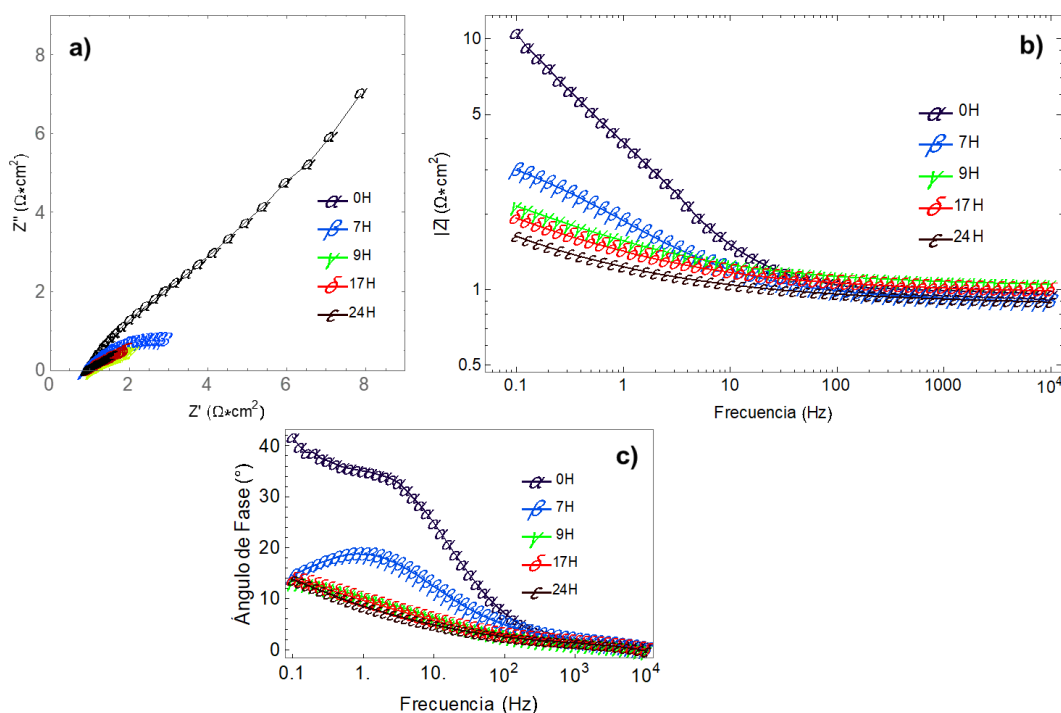 a)
8
6
4
2
0
0
2
4
6
8
Z'' (Ω*cm²)
Z' (Ω*cm²)
α 0H
β 7H
γ 9H
δ 17H
ε 24H
b)
10
5
1
0.5
0.1
1
10
100
1000
10⁴
|Z| (Ω*cm²)
Frecuencia (Hz)
α 0H
β 7H
γ 9H
δ 17H
ε 24H
c)
40
30
20
10
0
0.1
1.
10.
10²
10³
10⁴
Ángulo de Fase (°)
Frecuencia (Hz)
α 0H
β 7H
γ 9H
δ 17H
ε 24H